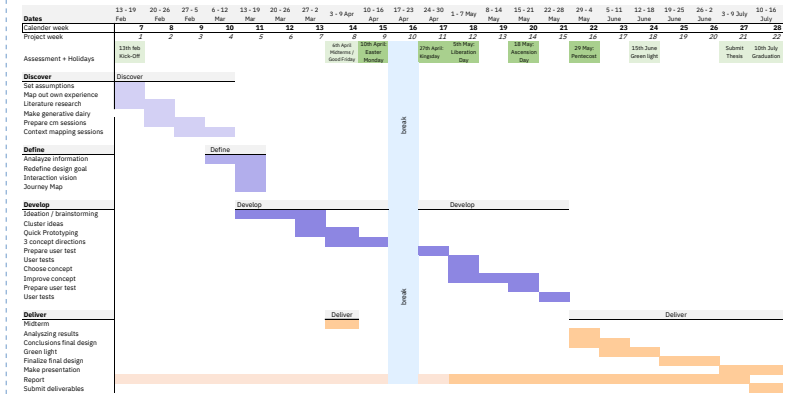 13 - 19 20 - 26 27 - 5 6 - 12 13 - 19 20 - 26 27 - 2 3 - 9 Apr 10 - 16 17 - 23 24 - 30 1 - 7 May 8 - 14 15 - 21 22 - 28 29 - 4 5 - 11 12 - 18 19 - 25 26 - 2 3 - 9 July 10 - 16
Dates Feb Feb Mar Mar Mar Mar Apr Apr Apr Apr May May May June June June June July July
Calender week 7 8 9 10 11 12 13 14 15 16 17 18 19 20 21 22 23 24 25 26 27 28
Project week 1 2 3 4 5 6 7 8 9 10 11 12 13 14 15 16 17 18 19 20 21 22
13th feb 6th April 10th April 27th April: 5th May: 18 May: 29 May: 15th June Submit 10th July
Kick-Off Midterms / Easter Kingsday Liberation Ascension Pentecost Green light Thesis Graduation
Assessment + Holidays Good Friday Monday Day Day
Discover Discover
Set assumptions
Map out own experience
Literature research
Make generative dairy
Prepare cm sessions
Context mapping sessions
break
Define Define
Analayze information
Redefine design goal
Interaction vision
Journey Map
Develop Develop Develop
Ideation / brainstorming
Cluster ideas
Quick Prototyping
3 concept directions
Prepare user test
User tests
Choose concept
Improve concept
Prepare user test
User tests
break
Deliver Deliver Deliver
Midterm
Analyszing results
Conclusions final design
Green light
Finalize final design
Make presentation
Report
Submit deliverables